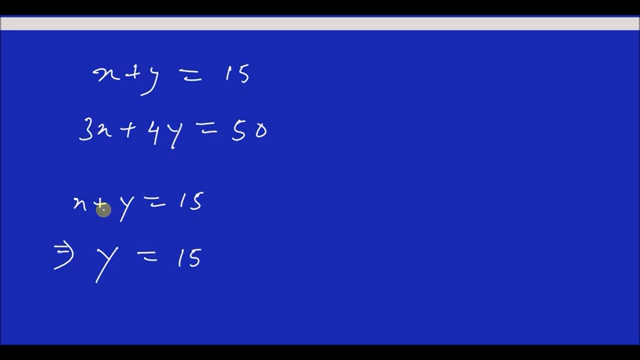 x + y = 15
3x + 4y = 50
x + y = 15
⇒ y = 15